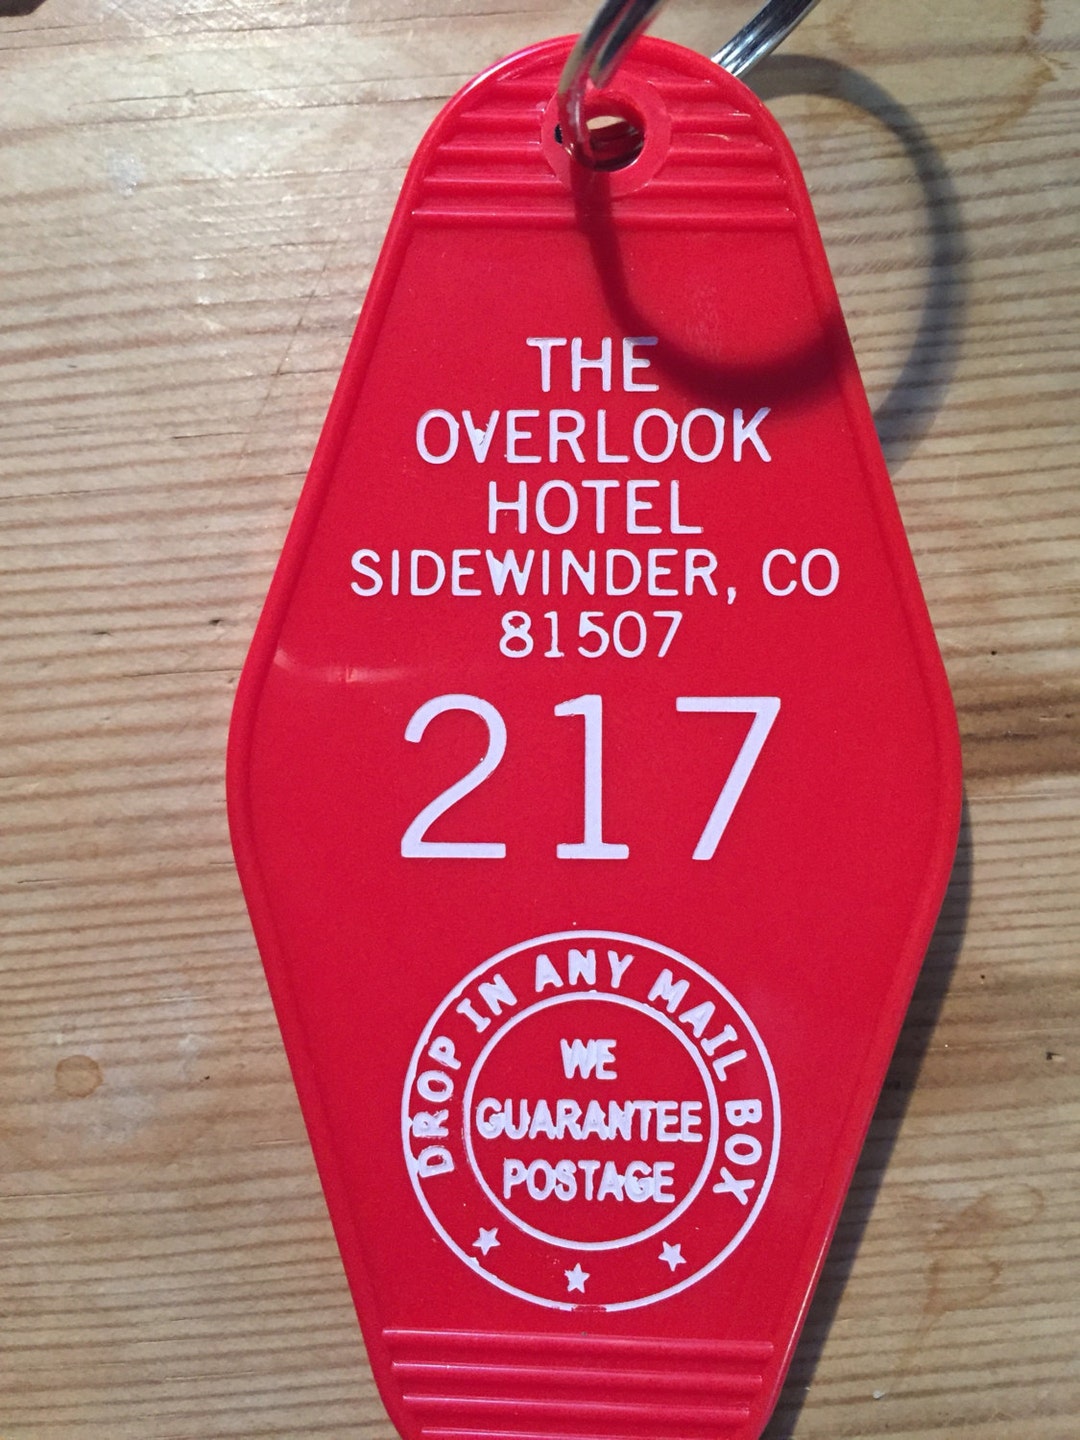 THE
OVERLOOK
HOTEL
SIDEWINDER, CO
81507
217
DROP IN ANY MAIL BOX
WE
GUARANTEE
POSTAGE